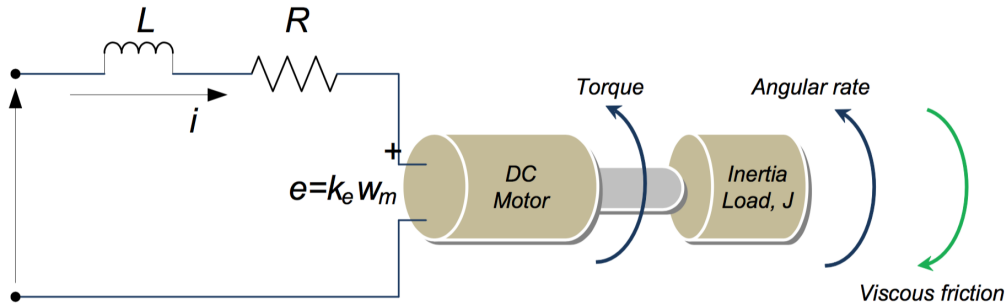 L
R
i
+
e=kₑwₘ
DC
Motor
Torque
Inertia
Load, J
Angular rate
Viscous friction